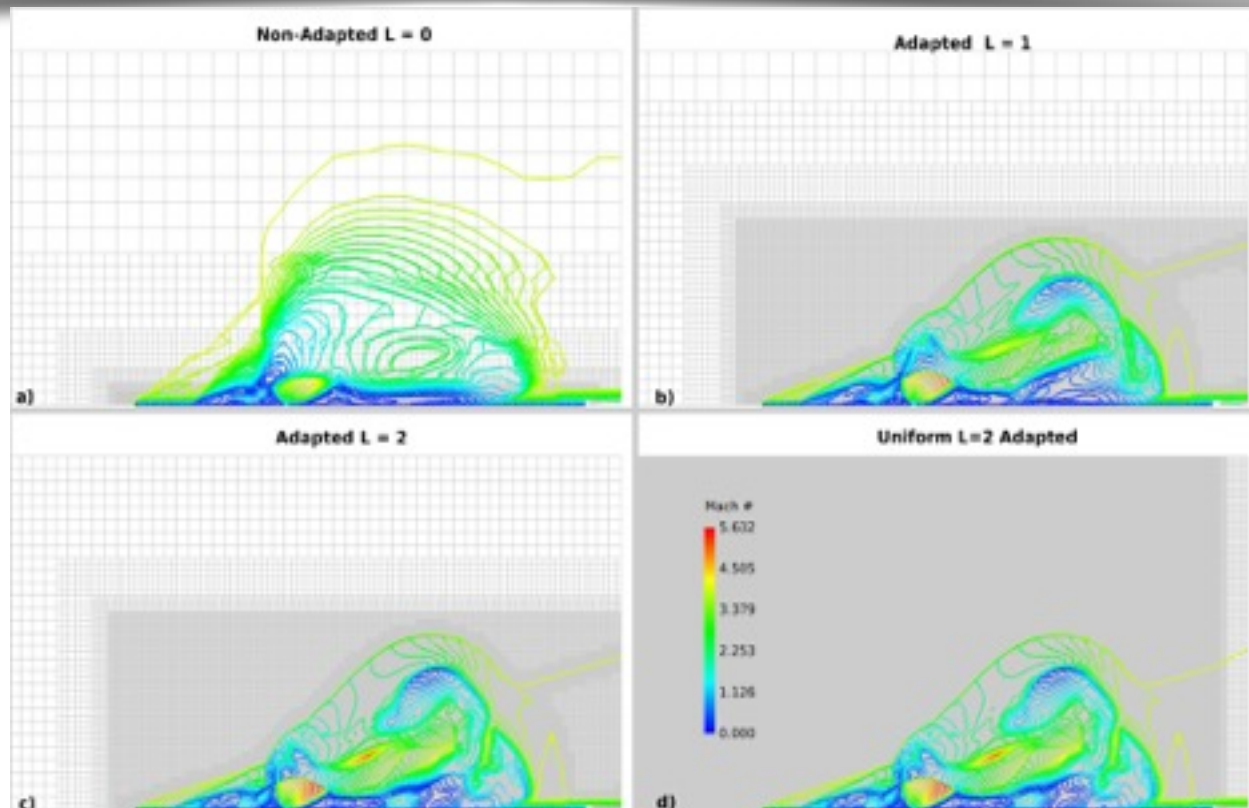 Non-Adapted L = 0
Adapted L = 1
a)
b)
Adapted L = 2
Uniform L=2 Adapted
Mach #
5.632
4.505
3.379
2.253
1.126
0.000
c)
d)